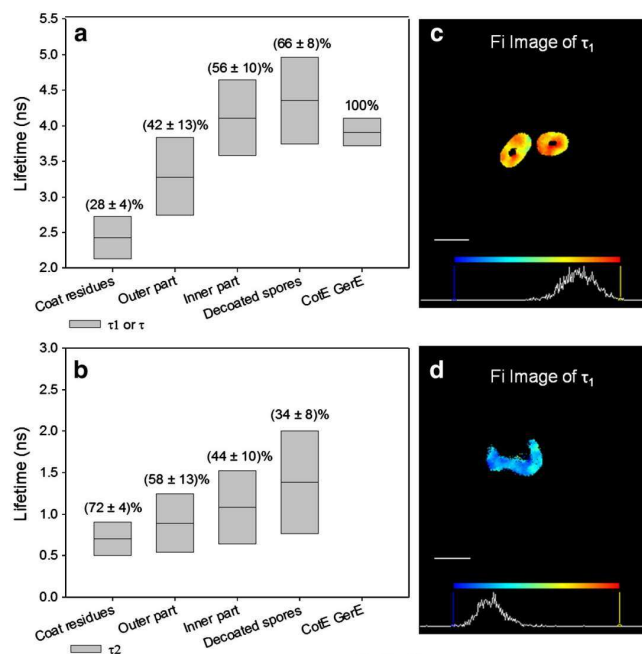 a
5.5
5.0
4.5
4.0
3.5
3.0
2.5
2.0
Lifetime (ns)
(28 ± 4)%
(42 ± 13)%
(56 ± 10)%
(66 ± 8)%
100%
Coat residues
Outer part
Inner part
Decoated spores
CotE GerE
τ1 or τ
c
Fi Image of τ₁
b
3.0
2.5
2.0
1.5
1.0
0.5
0.0
Lifetime (ns)
(72 ± 4)%
(58 ± 13)%
(44 ± 10)%
(34 ± 8)%
Coat residues
Outer part
Inner part
Decoated spores
CotE GerE
τ2
d
Fi Image of τ₁